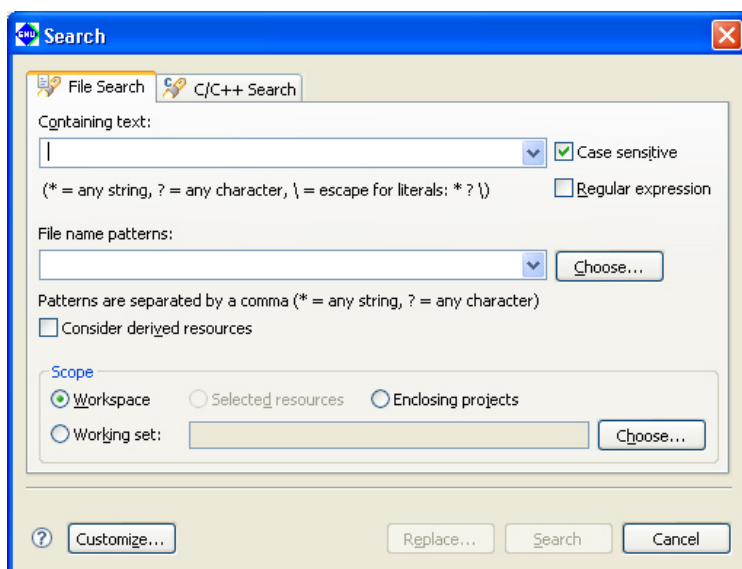 GNU Search
File Search C/C++ Search
Containing text:
Case sensitive
(* = any string, ? = any character, \ = escape for literals: * ? \) Regular expression
File name patterns:
Choose...
Patterns are separated by a comma (* = any string, ? = any character)
Consider derived resources
Scope
Workspace Selected resources Enclosing projects
Working set: Choose...
? Customize... Replace... Search Cancel